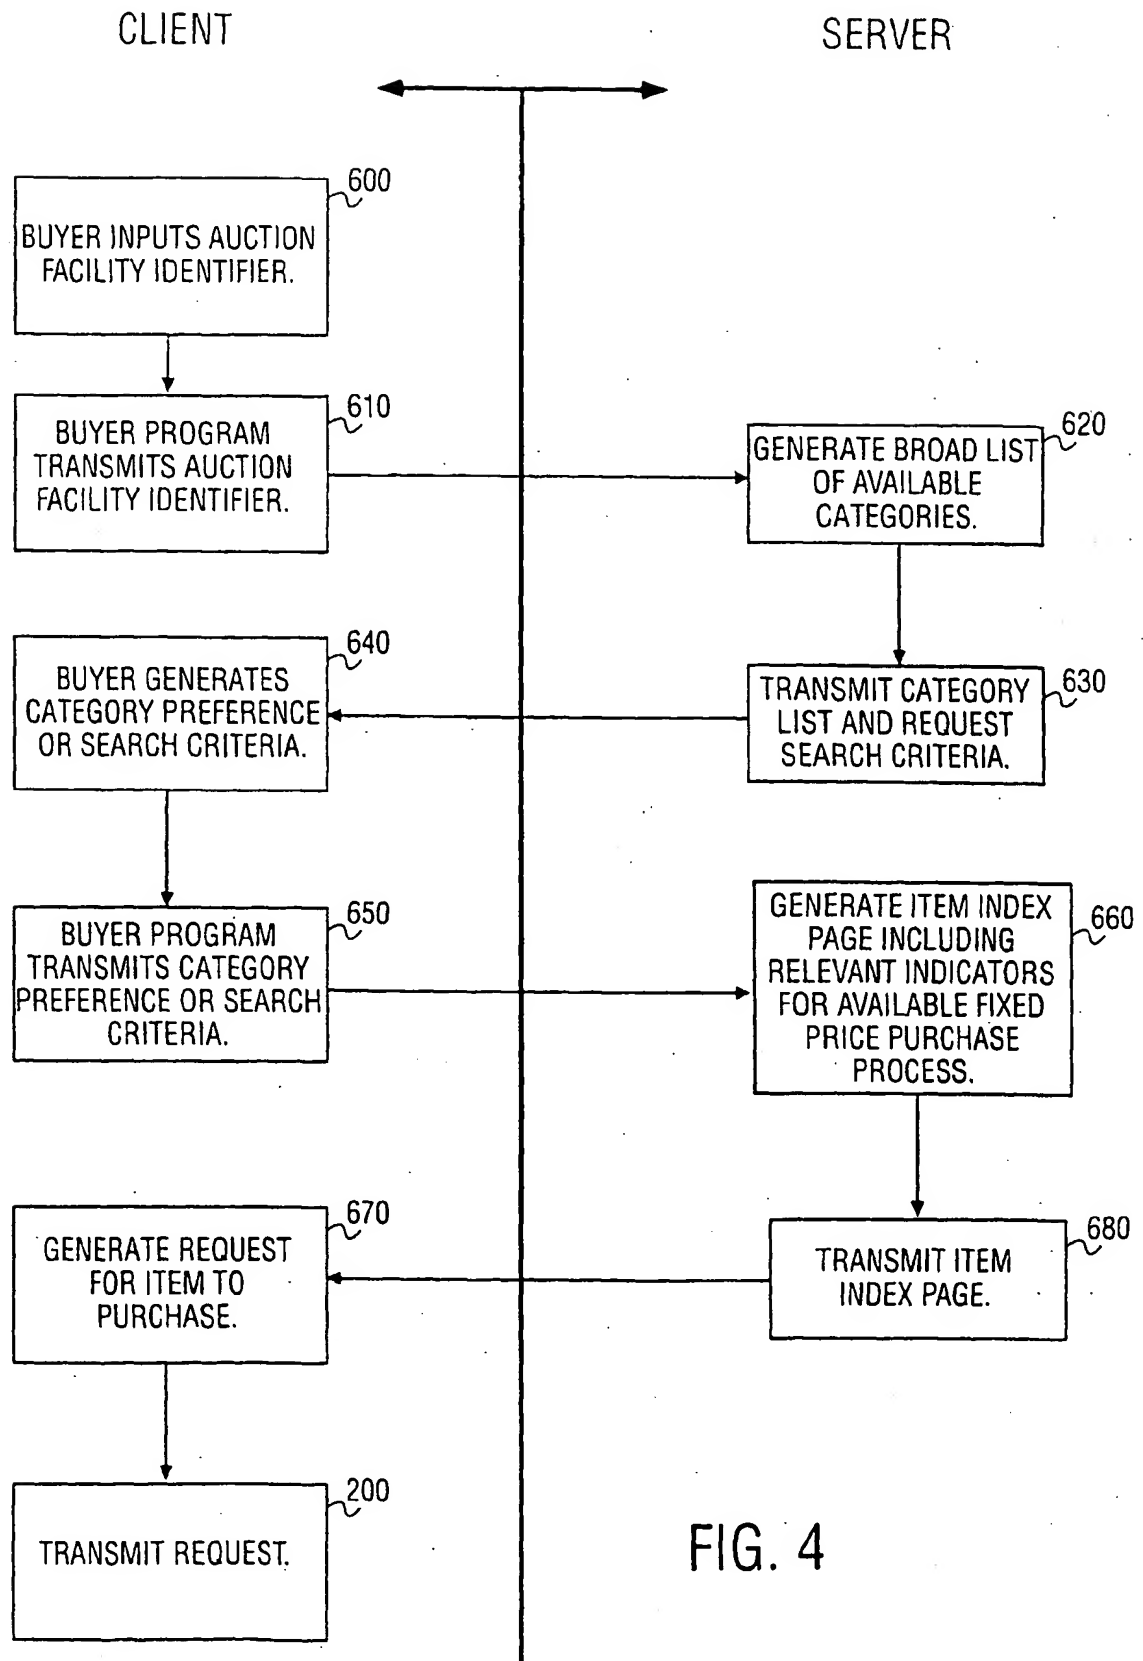 CLIENT
SERVER
600
BUYER INPUTS AUCTION
FACILITY IDENTIFIER.
610
BUYER PROGRAM
TRANSMITS AUCTION
FACILITY IDENTIFIER.
620
GENERATE BROAD LIST
OF AVAILABLE
CATEGORIES.
630
TRANSMIT CATEGORY
LIST AND REQUEST
SEARCH CRITERIA.
640
BUYER GENERATES
CATEGORY PREFERENCE
OR SEARCH CRITERIA.
650
BUYER PROGRAM
TRANSMITS CATEGORY
PREFERENCE OR SEARCH
CRITERIA.
660
GENERATE ITEM INDEX
PAGE INCLUDING
RELEVANT INDICATORS
FOR AVAILABLE FIXED
PRICE PURCHASE
PROCESS.
680
TRANSMIT ITEM
INDEX PAGE.
670
GENERATE REQUEST
FOR ITEM TO
PURCHASE.
200
TRANSMIT REQUEST.
FIG. 4